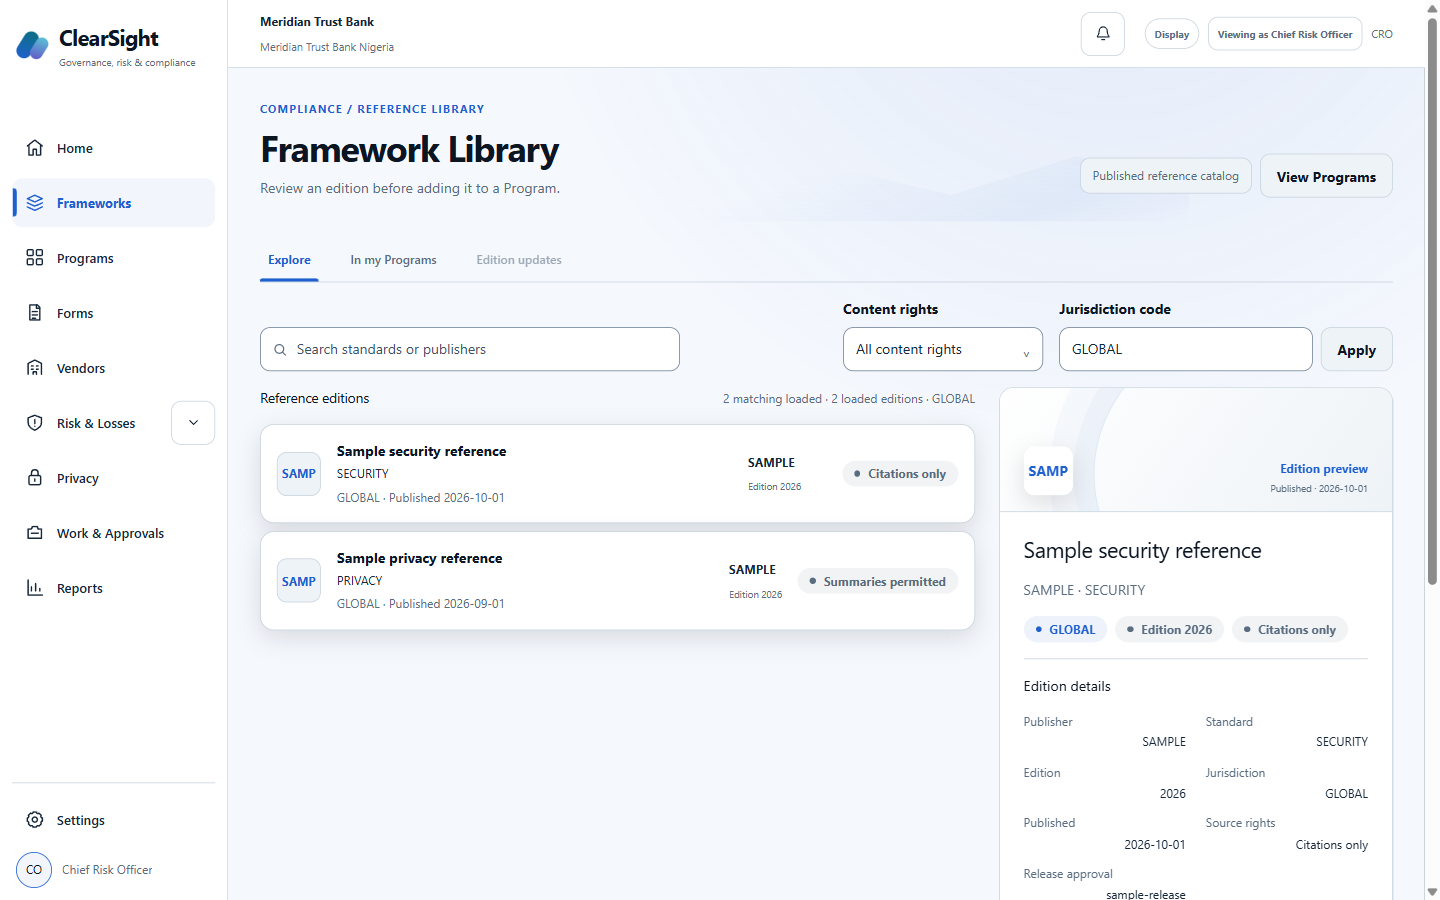 ClearSight
Governance, risk & compliance
Home
Frameworks
Programs
Forms
Vendors
Risk & Losses
Privacy
Work & Approvals
Reports
Settings
CO
Chief Risk Officer
Meridian Trust Bank
Meridian Trust Bank Nigeria
Display
Viewing as Chief Risk Officer
CRO
COMPLIANCE / REFERENCE LIBRARY
Framework Library
Review an edition before adding it to a Program.
Published reference catalog
View Programs
Explore
In my Programs
Edition updates
Search standards or publishers
Content rights
All content rights
Jurisdiction code
GLOBAL
Apply
Reference editions
2 matching loaded · 2 loaded editions · GLOBAL
SAMP
Sample security reference
SECURITY
GLOBAL · Published 2026-10-01
SAMPLE
Edition 2026
Citations only
SAMP
Sample privacy reference
PRIVACY
GLOBAL · Published 2026-09-01
SAMPLE
Edition 2026
Summaries permitted
SAMP
Edition preview
Published · 2026-10-01
Sample security reference
SAMPLE · SECURITY
GLOBAL
Edition 2026
Citations only
Edition details
Publisher
SAMPLE
Standard
SECURITY
Edition
2026
Jurisdiction
GLOBAL
Published
2026-10-01
Source rights
Citations only
Release approval
sample-release